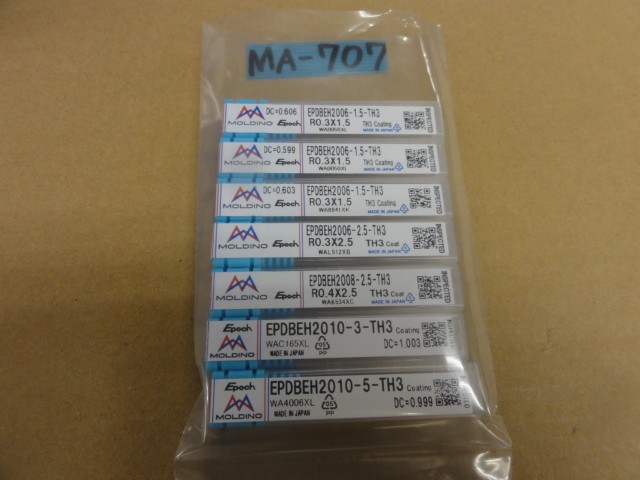 MA-707
DC=0.606 EPDBEH2006-1.5-TH3
MOLDINO Epoch R0.3X1.5 TH3 Coating
MADE IN JAPAN
INSPECTED
DC=0.599 EPDBEH2006-1.5-TH3
MOLDINO Epoch R0.3X1.5 TH3 Coating
MADE IN JAPAN
INSPECTED
DC=0.603 EPDBEH2006-1.5-TH3
MOLDINO Epoch R0.3X1.5 TH3 Coating
MADE IN JAPAN
INSPECTED
EPDBEH2006-2.5-TH3
MOLDINO Epoch R0.3X2.5 TH3 Coat
MADE IN JAPAN
INSPECTED
EPDBEH2008-2.5-TH3
MOLDINO Epoch R0.4X2.5 TH3 Coat
INSPECTED
Epoch EPDBEH2010-3-TH3 Coating
WAC165XL DC=1.003
MOLDINO MADE IN JAPAN PP
Epoch EPDBEH2010-5-TH3 Coating
WA4006XL DC=0.999
MOLDINO MADE IN JAPAN PP